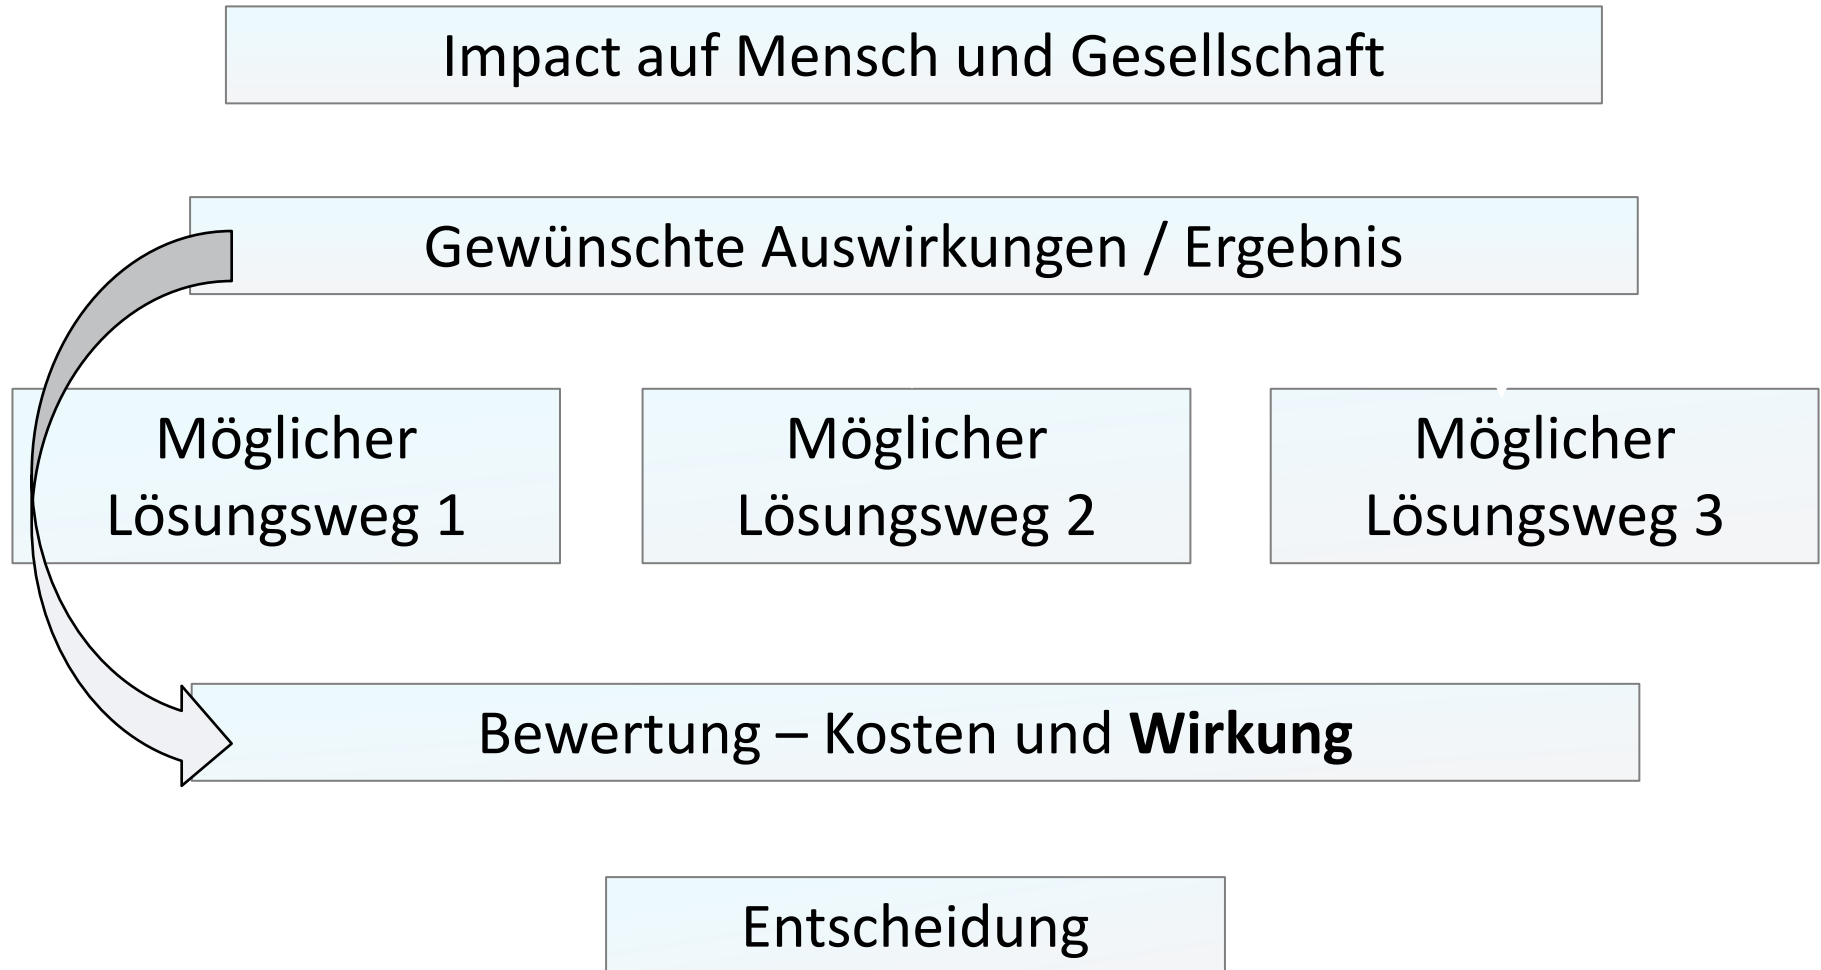 Impact auf Mensch und Gesellschaft
Gewünschte Auswirkungen / Ergebnis
Möglicher
Lösungsweg 1
Möglicher
Lösungsweg 2
Möglicher
Lösungsweg 3
Bewertung – Kosten und Wirkung
Entscheidung